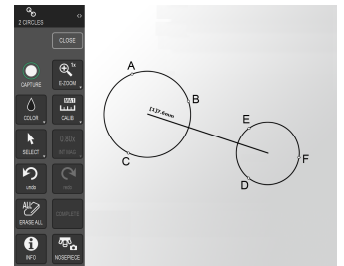 2 CIRCLES
CLOSE
CAPTURE
1x
E-ZOOM
COLOR
CALIB
SELECT
undo
redo
ALL
ERASE ALL
COMPLETE
INFO
NOSEPIECE
A
B
C
1137.6mm
E
F
D